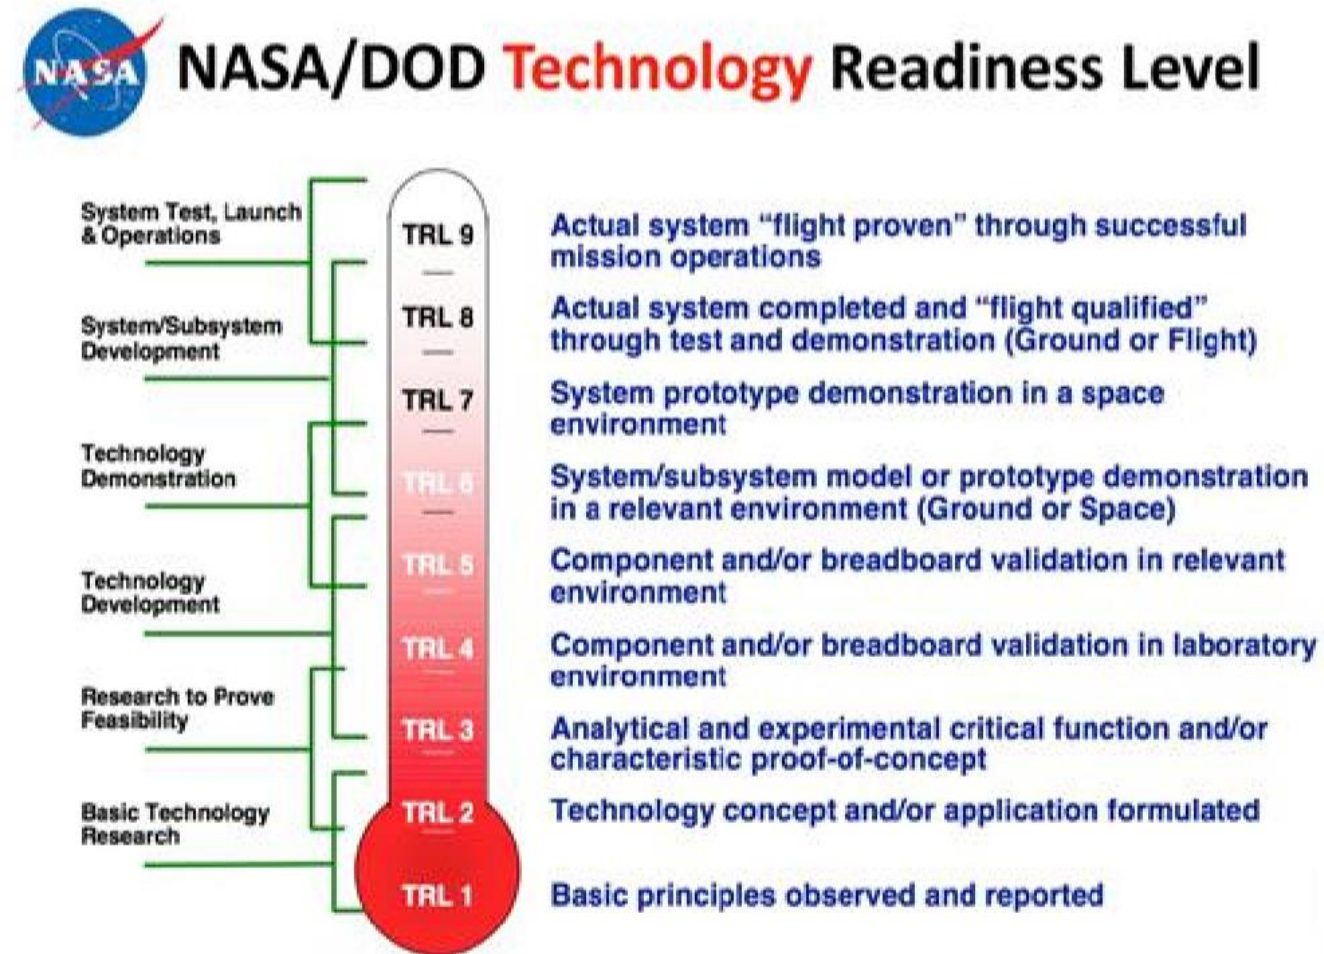 NASA
NASA/DOD Technology Readiness Level
System Test, Launch
& Operations
System/Subsystem
Development
Technology
Demonstration
Technology
Development
Research to Prove
Feasibility
Basic Technology
Research
TRL 9
Actual system “flight proven” through successful
mission operations
TRL 8
Actual system completed and “flight qualified”
through test and demonstration (Ground or Flight)
TRL 7
System prototype demonstration in a space
environment
TRL 6
System/subsystem model or prototype demonstration
in a relevant environment (Ground or Space)
TRL 5
Component and/or breadboard validation in relevant
environment
TRL 4
Component and/or breadboard validation in laboratory
environment
TRL 3
Analytical and experimental critical function and/or
characteristic proof-of-concept
TRL 2
Technology concept and/or application formulated
TRL 1
Basic principles observed and reported